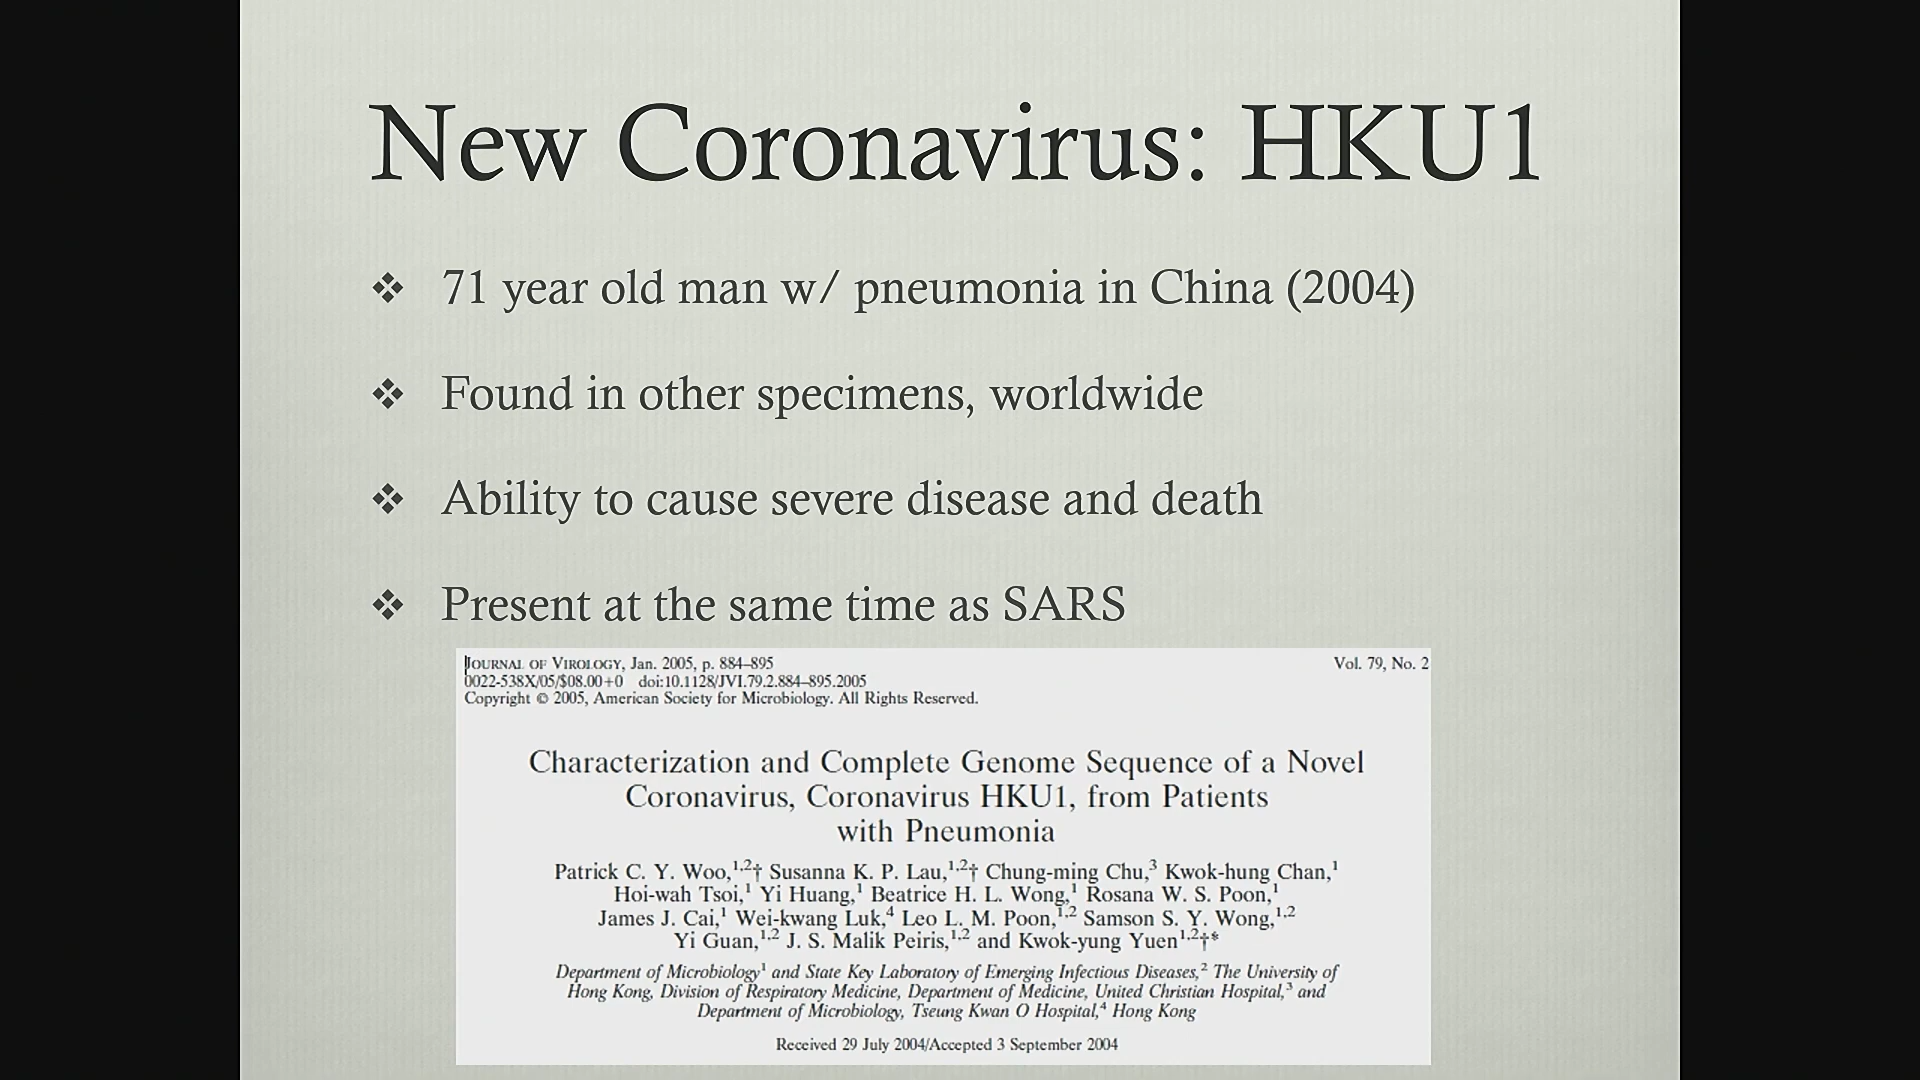 New Coronavirus: HKU1
❖ 71 year old man w/ pneumonia in China (2004)
❖ Found in other specimens, worldwide
❖ Ability to cause severe disease and death
❖ Present at the same time as SARS
JOURNAL OF VIROLOGY, Jan. 2005, p. 884–895 Vol. 79, No. 2
0022-538X/05/$08.00+0 doi:10.1128/JVI.79.2.884–895.2005
Copyright © 2005, American Society for Microbiology. All Rights Reserved.
Characterization and Complete Genome Sequence of a Novel
Coronavirus, Coronavirus HKU1, from Patients
with Pneumonia
Patrick C. Y. Woo,1,2† Susanna K. P. Lau,1,2† Chung-ming Chu,3 Kwok-hung Chan,1
Hoi-wah Tsoi,1 Yi Huang,1 Beatrice H. L. Wong,1 Rosana W. S. Poon,1
James J. Cai,1 Wei-kwang Luk,4 Leo L. M. Poon,1,2 Samson S. Y. Wong,1,2
Yi Guan,1,2 J. S. Malik Peiris,1,2 and Kwok-yung Yuen1,2†*
Department of Microbiology1 and State Key Laboratory of Emerging Infectious Diseases,2 The University of
Hong Kong, Division of Respiratory Medicine, Department of Medicine, United Christian Hospital,3 and
Department of Microbiology, Tseung Kwan O Hospital,4 Hong Kong
Received 29 July 2004/Accepted 3 September 2004